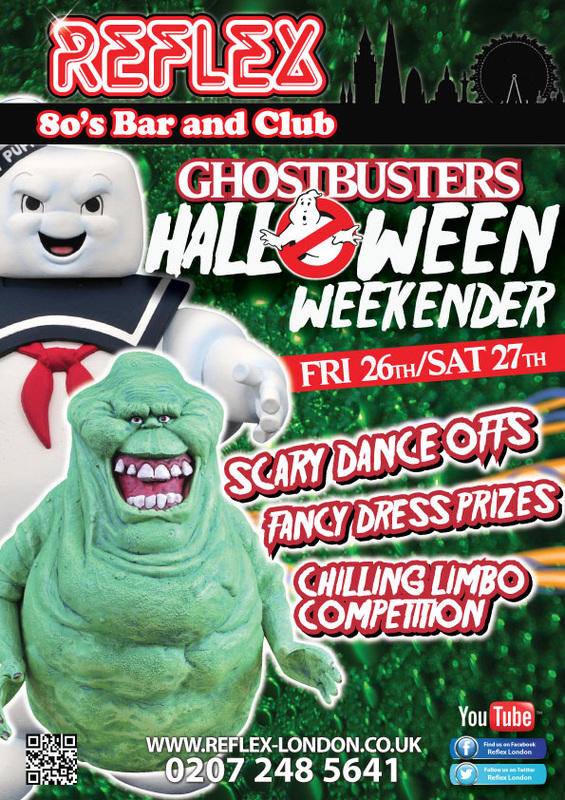 REFLEX
80's Bar and Club
PUF
GHOSTBUSTERS
HALLOWEEN
WEEKENDER
FRI 26TH/SAT 27TH
SCARY DANCE OFFS
FANCY DRESS PRIZES
CHILLING LIMBO
COMPETITION
YouTube
Find us on Facebook
Reflex London
Follow us on Twitter
Reflex London
WWW.REFLEX-LONDON.CO.UK
0207 248 5641